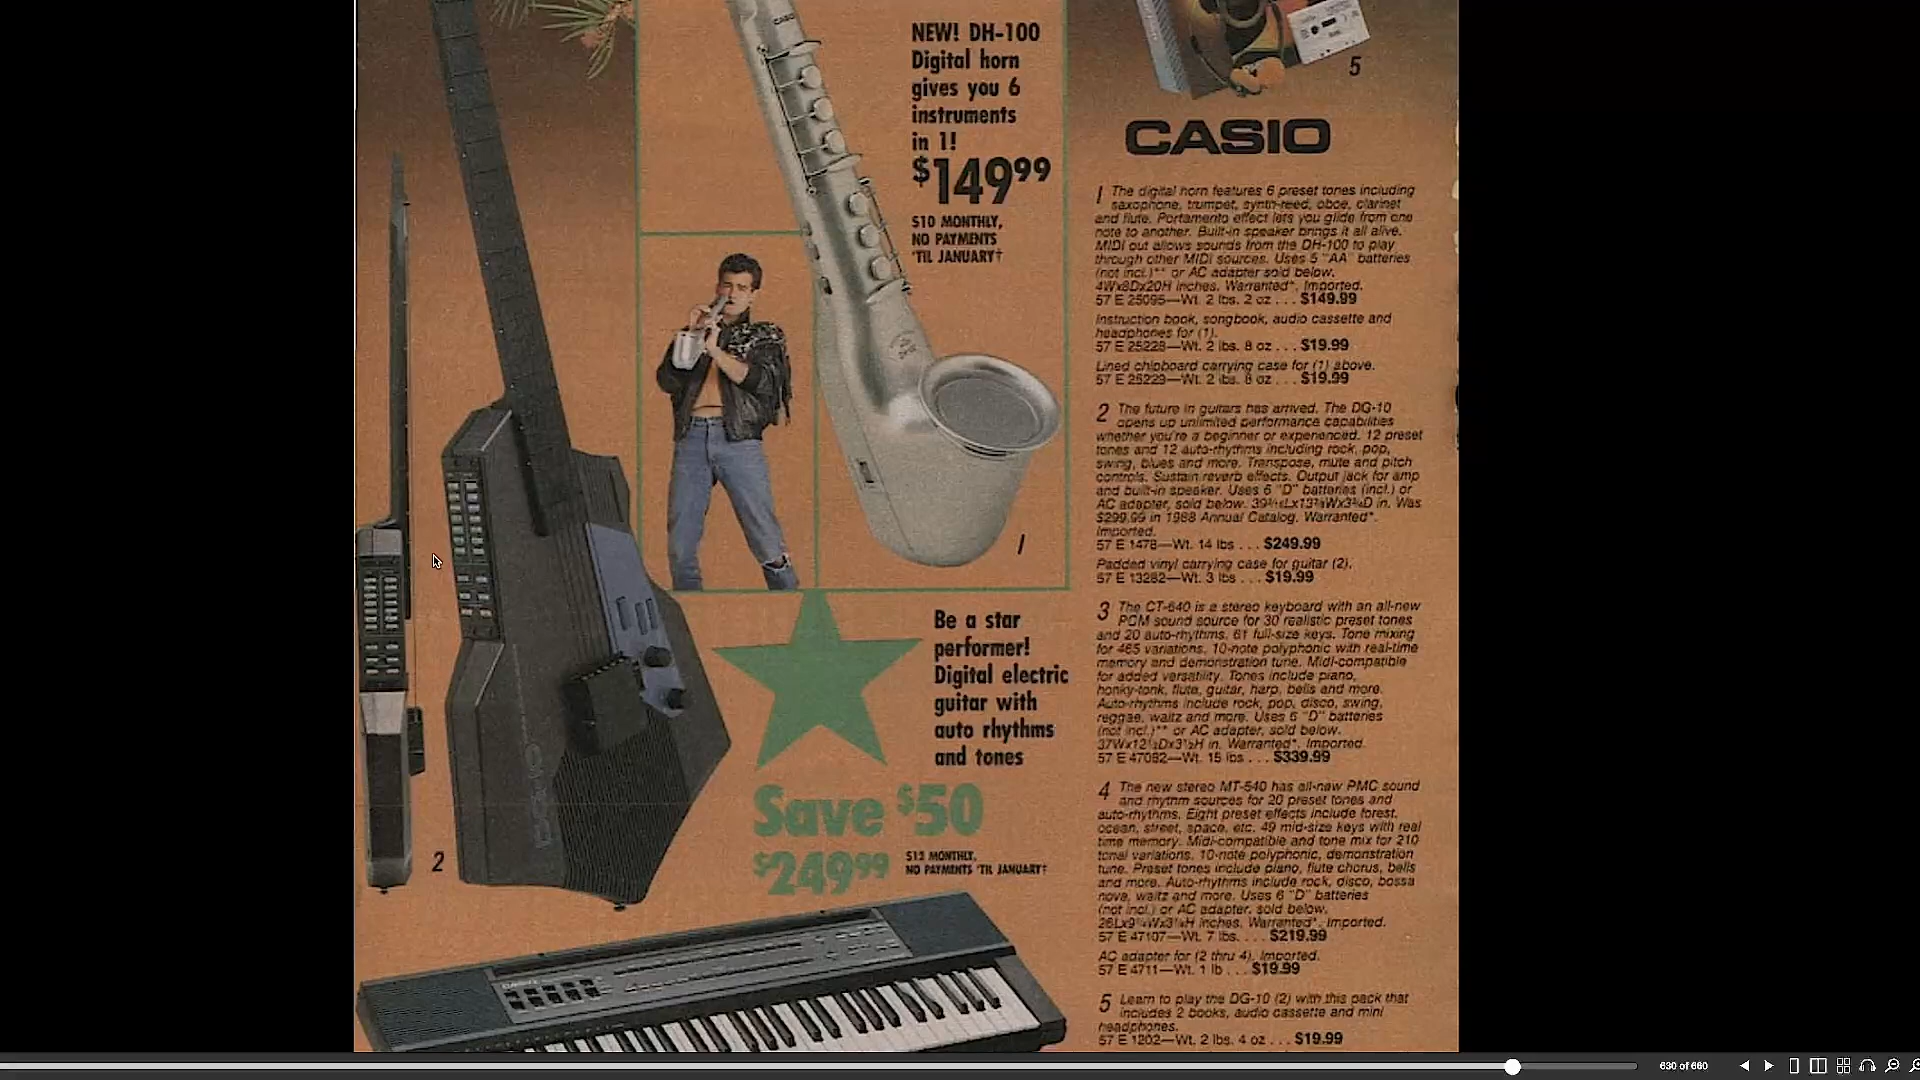 CASIO
NEW! DH-100
Digital horn
gives you 6
instruments
in 1!
$149⁹⁹
$10 MONTHLY,
NO PAYMENTS
'TIL JANUARY†
1
Be a star
performer!
Digital electric
guitar with
auto rhythms
and tones
Save $50
$249⁹⁹
$12 MONTHLY,
NO PAYMENTS 'TIL JANUARY†
2
5
CASIO
1 The digital horn features 6 preset tones including
saxophone, trumpet, synth-reed, oboe, clarinet
and flute. Portamento effect lets you glide from one
note to another. Built-in speaker brings it all alive.
MIDI out allows sounds from the DH-100 to play
through other MIDI sources. Uses 5 "AA" batteries
(not incl.)** or AC adapter sold below.
4Wx8Dx20H inches. Warranted*. Imported.
57 E 25095—Wt. 2 lbs. 2 oz . . . $149.99
Instruction book, songbook, audio cassette and
headphones for (1).
57 E 25228—Wt. 2 lbs. 8 oz . . . $19.99
Lined chipboard carrying case for (1) above.
57 E 25229—Wt. 2 lbs. 8 oz . . . $19.99
2 The future in guitars has arrived. The DG-10
opens up unlimited performance capabilities
whether you're a beginner or experienced. 12 preset
tones and 12 auto-rhythms including rock, pop,
swing, blues and more. Transpose, mute and pitch
controls. Sustain reverb effects. Output jack for amp
and built-in speaker. Uses 6 "D" batteries (incl.) or
AC adapter, sold below. in. Was
$299.99 in 1988 Annual Catalog. Warranted*.
Imported.
57 E 1478—Wt. 14 lbs . . . $249.99
Padded vinyl carrying case for guitar (2).
57 E 13282—Wt. 3 lbs . . . $19.99
3 The CT-640 is a stereo keyboard with an all-new
PCM sound source for 30 realistic preset tones
and 20 auto-rhythms. 61 full-size keys. Tone mixing
for 465 variations. 10-note polyphonic with real-time
memory and demonstration tune. Midi-compatible
for added versatility. Tones include piano,
honky-tonk, flute, guitar, harp, bells and more.
Auto-rhythms include rock, pop, disco, swing,
reggae, waltz and more. Uses 6 "D" batteries
(not incl.)** or AC adapter, sold below.
in. Warranted*. Imported.
57 E 47092—Wt. 15 lbs . . . $339.99
4 The new stereo MT-540 has all-new PMC sound
and rhythm sources for 20 preset tones and
auto-rhythms. Eight preset effects include forest,
ocean, street, space, etc. 49 mid-size keys with real
time memory. Midi-compatible and tone mix for 210
tonal variations. 10-note polyphonic, demonstration
tune. Preset tones include piano, flute chorus, bells
and more. Auto-rhythms include rock, disco, bossa
nova, waltz and more. Uses 6 "D" batteries
(not incl.) or AC adapter, sold below.
inches. Warranted*. Imported.
57 E 47107—Wt. 7 lbs. . . . $219.99
AC adapter for (2 thru 4). Imported.
57 E 4711—Wt. 1 lb . . . $19.99
5 Learn to play the DG-10 (2) with this pack that
includes 2 books, audio cassette and mini
headphones.
57 E 1202—Wt. 2 lbs. 4 oz . . . $19.99
CASIO
630 of 660